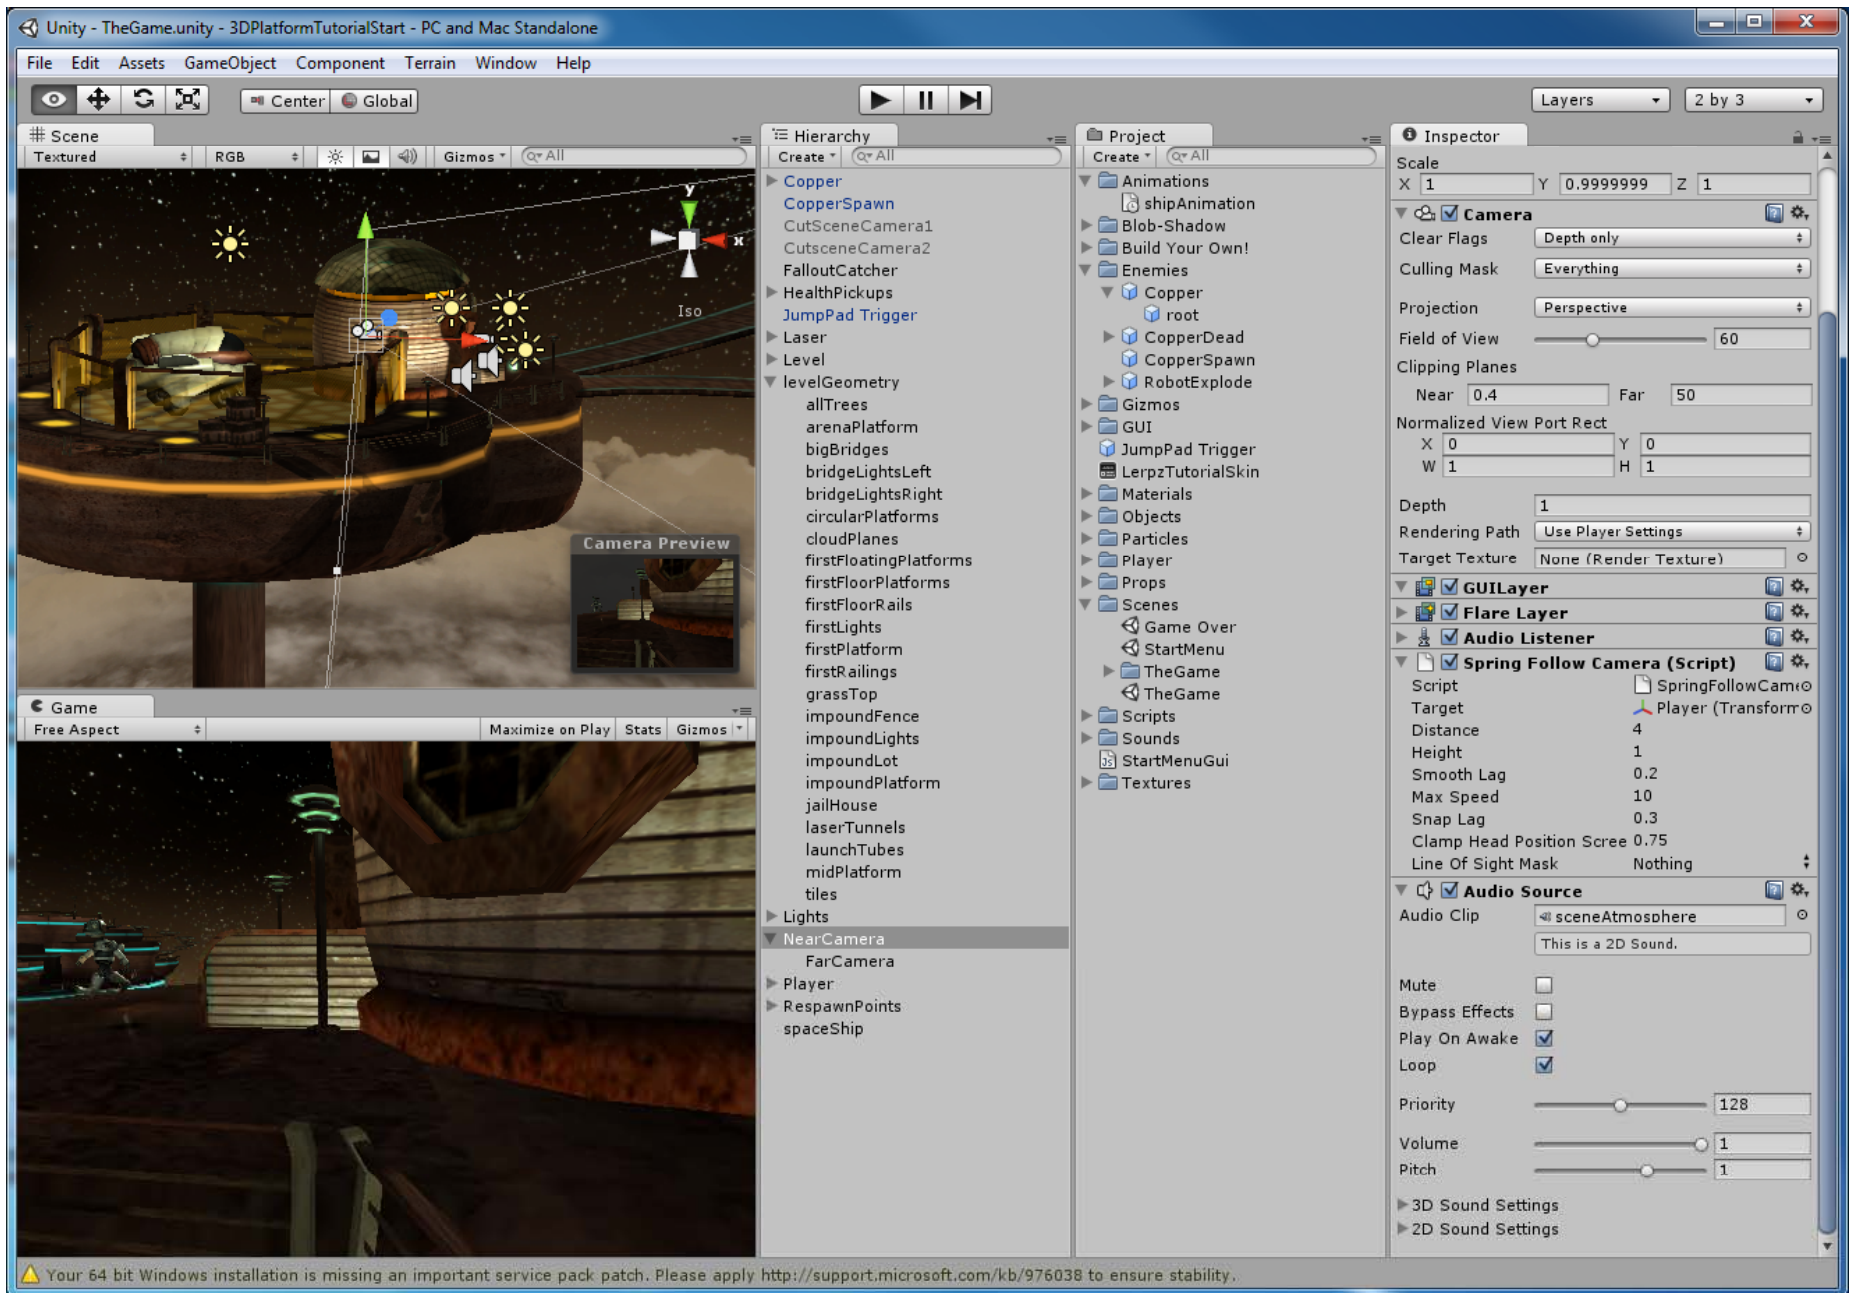 Unity - TheGame.unity - 3DPlatformTutorialStart - PC and Mac Standalone
File Edit Assets GameObject Component Terrain Window Help
Center Global
Layers 2 by 3
Scene
Textured RGB Gizmos All
y
x
Iso
Camera Preview
Game
Free Aspect Maximize on Play Stats Gizmos
Hierarchy
Create All
Copper
CopperSpawn
CutSceneCamera1
CutsceneCamera2
FalloutCatcher
HealthPickups
JumpPad Trigger
Laser
Level
levelGeometry
allTrees
arenaPlatform
bigBridges
bridgeLightsLeft
bridgeLightsRight
circularPlatforms
cloudPlanes
firstFloatingPlatforms
firstFloorPlatforms
firstFloorRails
firstLights
firstPlatform
firstRailings
grassTop
impoundFence
impoundLights
impoundLot
impoundPlatform
jailHouse
laserTunnels
launchTubes
midPlatform
tiles
Lights
NearCamera
FarCamera
Player
RespawnPoints
spaceShip
Project
Create All
Animations
shipAnimation
Blob-Shadow
Build Your Own!
Enemies
Copper
root
CopperDead
CopperSpawn
RobotExplode
Gizmos
GUI
JumpPad Trigger
LerpzTutorialSkin
Materials
Objects
Particles
Player
Props
Scenes
Game Over
StartMenu
TheGame
TheGame
Scripts
Sounds
StartMenuGui
Textures
Inspector
Scale
X 1 Y 0.9999999 Z 1
Camera
Clear Flags Depth only
Culling Mask Everything
Projection Perspective
Field of View 60
Clipping Planes
Near 0.4 Far 50
Normalized View Port Rect
X 0 Y 0
W 1 H 1
Depth 1
Rendering Path Use Player Settings
Target Texture None (Render Texture)
GUILayer
Flare Layer
Audio Listener
Spring Follow Camera (Script)
Script SpringFollowCam
Target Player (Transform
Distance 4
Height 1
Smooth Lag 0.2
Max Speed 10
Snap Lag 0.3
Clamp Head Position Scree 0.75
Line Of Sight Mask Nothing
Audio Source
Audio Clip sceneAtmosphere
This is a 2D Sound.
Mute
Bypass Effects
Play On Awake
Loop
Priority 128
Volume 1
Pitch 1
3D Sound Settings
2D Sound Settings
Your 64 bit Windows installation is missing an important service pack patch. Please apply http://support.microsoft.com/kb/976038 to ensure stability.